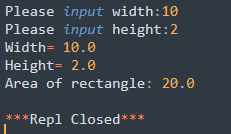 Please input width:10
Please input height:2
Width= 10.0
Height= 2.0
Area of rectangle: 20.0
***Repl Closed***